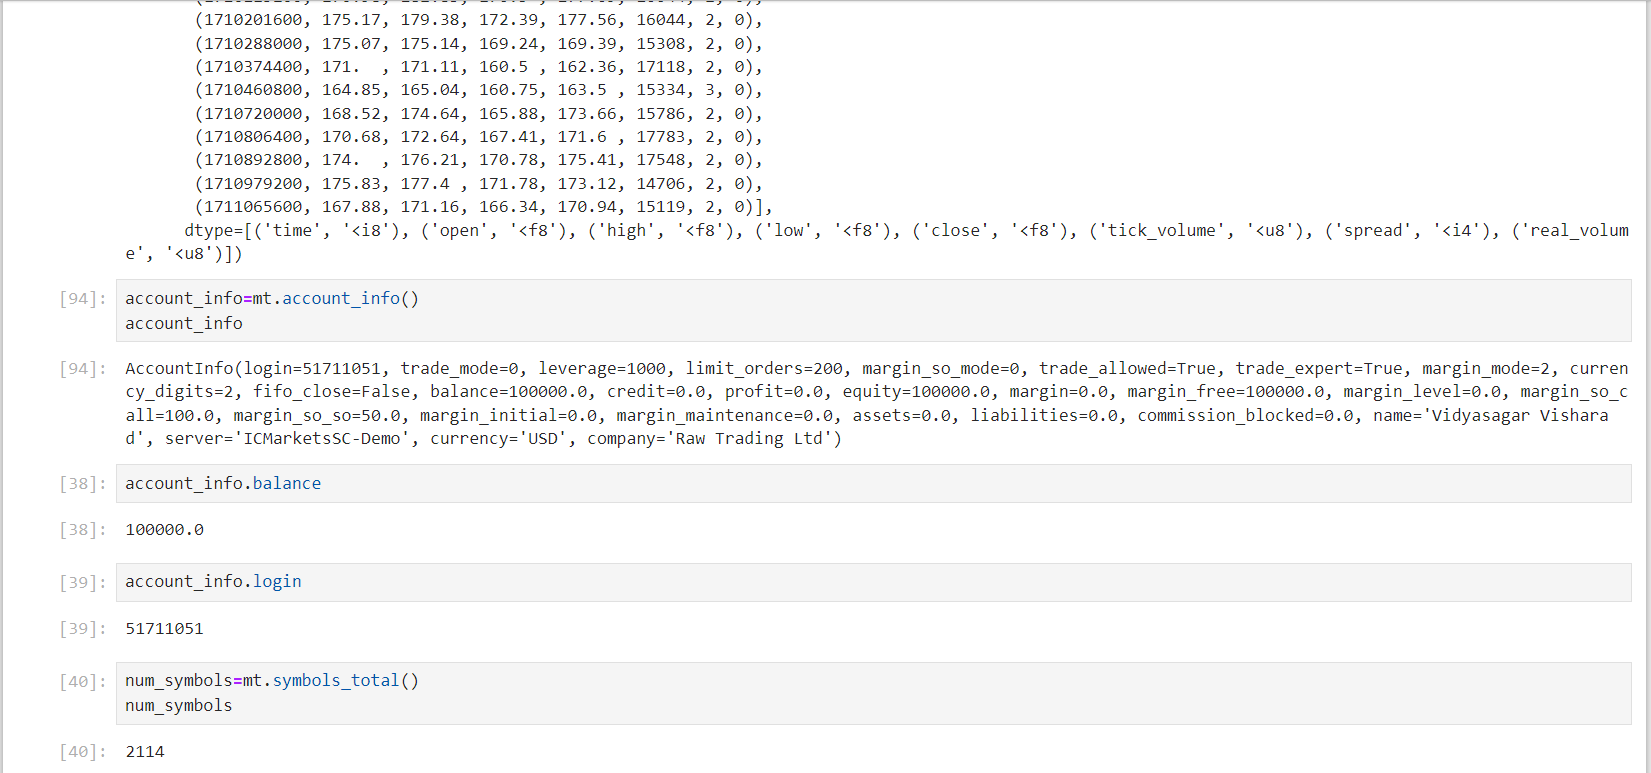 (1710201600, 175.17, 179.38, 172.39, 177.56, 16044, 2, 0),
(1710288000, 175.07, 175.14, 169.24, 169.39, 15308, 2, 0),
(1710374400, 171.  , 171.11, 160.5 , 162.36, 17118, 2, 0),
(1710460800, 164.85, 165.04, 160.75, 163.5 , 15334, 3, 0),
(1710720000, 168.52, 174.64, 165.88, 173.66, 15786, 2, 0),
(1710806400, 170.68, 172.64, 167.41, 171.6 , 17783, 2, 0),
(1710892800, 174.  , 176.21, 170.78, 175.41, 17548, 2, 0),
(1710979200, 175.83, 177.4 , 171.78, 173.12, 14706, 2, 0),
(1711065600, 167.88, 171.16, 166.34, 170.94, 15119, 2, 0)],
dtype=[('time', '<i8'), ('open', '<f8'), ('high', '<f8'), ('low', '<f8'), ('close', '<f8'), ('tick_volume', '<u8'), ('spread', '<i4'), ('real_volum
e', '<u8')])
[94]: account_info=mt.account_info()
account_info
[94]: AccountInfo(login=51711051, trade_mode=0, leverage=1000, limit_orders=200, margin_so_mode=0, trade_allowed=True, trade_expert=True, margin_mode=2, curren
cy_digits=2, fifo_close=False, balance=100000.0, credit=0.0, profit=0.0, equity=100000.0, margin=0.0, margin_free=100000.0, margin_level=0.0, margin_so_c
all=100.0, margin_so_so=50.0, margin_initial=0.0, margin_maintenance=0.0, assets=0.0, liabilities=0.0, commission_blocked=0.0, name='Vidyasagar Vishara
d', server='ICMarketsSC-Demo', currency='USD', company='Raw Trading Ltd')
[38]: account_info.balance
[38]: 100000.0
[39]: account_info.login
[39]: 51711051
[40]: num_symbols=mt.symbols_total()
num_symbols
[40]: 2114